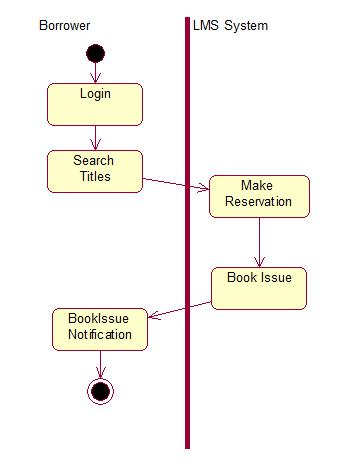 Borrower
LMS System
Login
Search
Titles
Make
Reservation
Book Issue
BookIssue
Notification